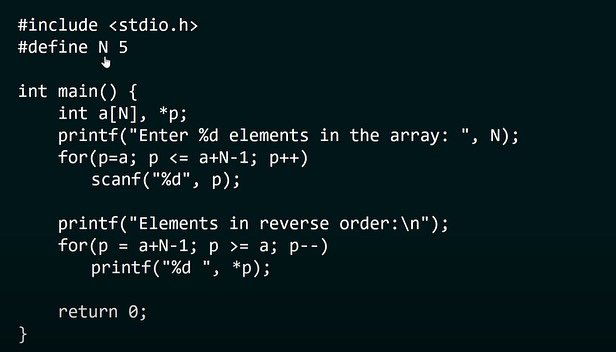 #include <stdio.h>
#define N 5
int main() {
int a[N], *p;
printf("Enter %d elements in the array: ", N);
for(p=a; p <= a+N-1; p++)
scanf("%d", p);
printf("Elements in reverse order:\n");
for(p = a+N-1; p >= a; p--)
printf("%d ", *p);
return 0;
}